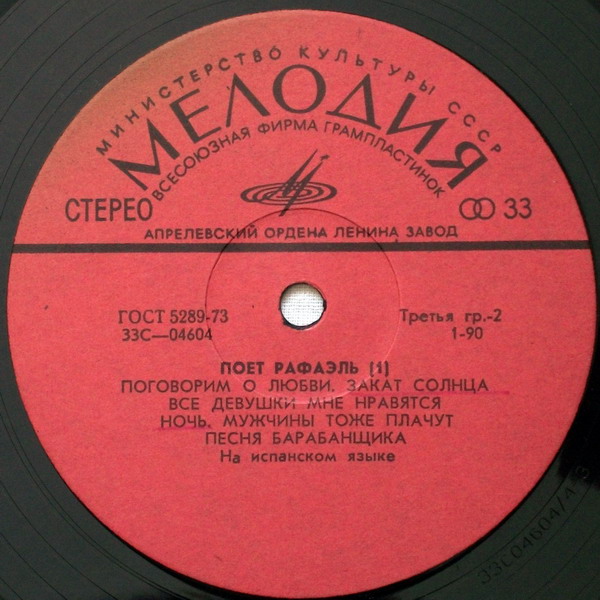 МИНИСТЕРСТВО КУЛЬТУРЫ СССР
МЕЛОДИЯ
ВСЕСОЮЗНАЯ ФИРМА ГРАМПЛАСТИНОК
СТЕРЕО
33
АПРЕЛЕВСКИЙ ОРДЕНА ЛЕНИНА ЗАВОД
ГОСТ 5289-73
33С—04604
Третья гр.-2
1-90
ПОЕТ РАФАЭЛЬ (1)
ПОГОВОРИМ О ЛЮБВИ. ЗАКАТ СОЛНЦА
ВСЕ ДЕВУШКИ МНЕ НРАВЯТСЯ
НОЧЬ. МУЖЧИНЫ ТОЖЕ ПЛАЧУТ
ПЕСНЯ БАРАБАНЩИКА
На испанском языке